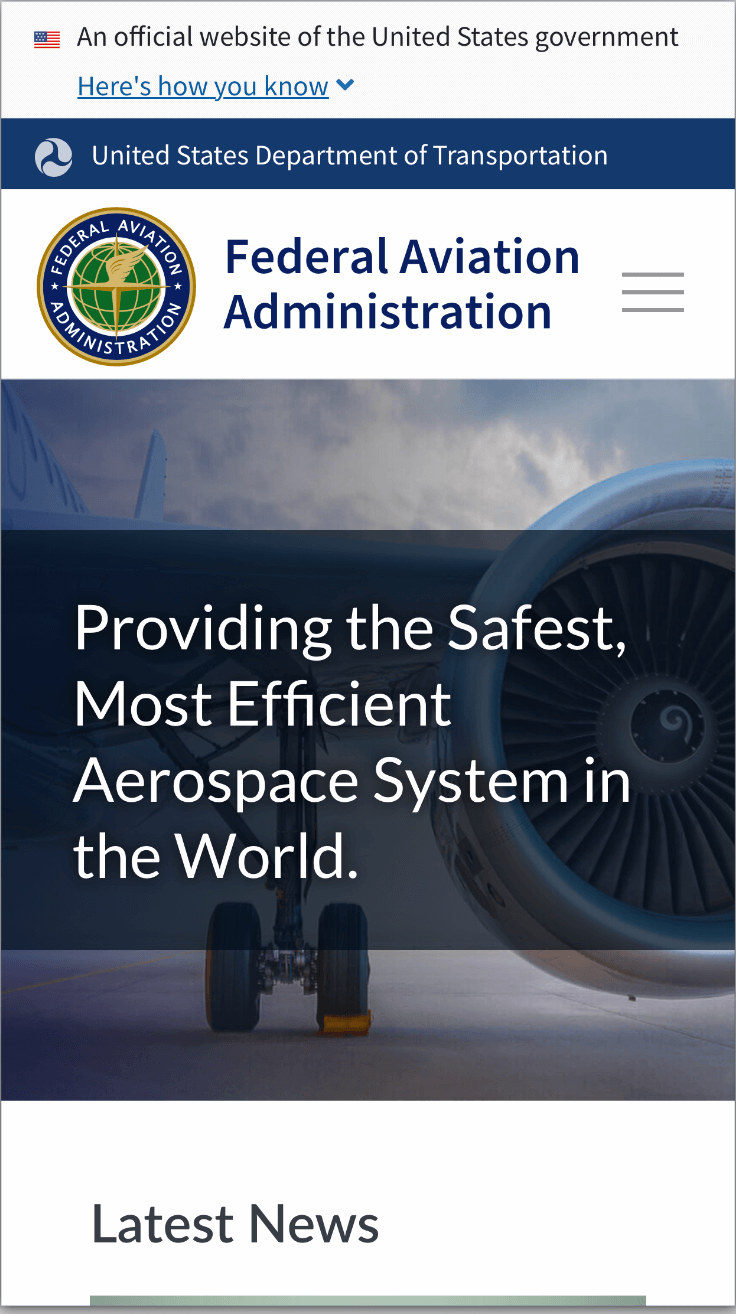 An official website of the United States government
Here's how you know
United States Department of Transportation
FEDERAL AVIATION
ADMINISTRATION
Federal Aviation
Administration
Providing the Safest,
Most Efficient
Aerospace System in
the World.
Latest News